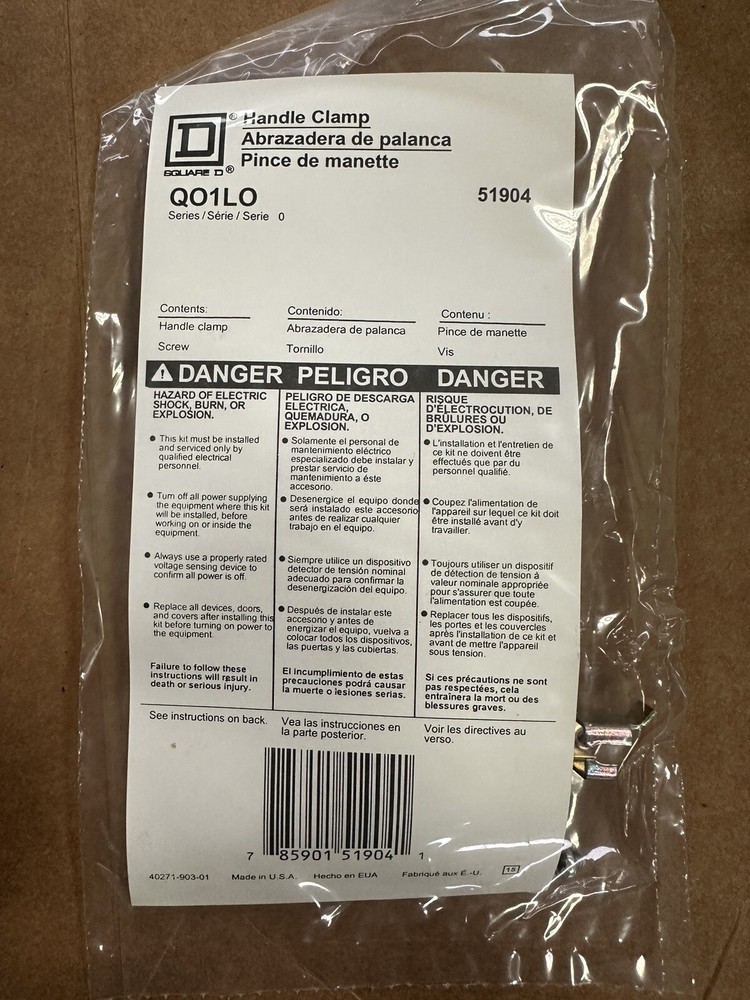 ® Handle Clamp
Abrazadera de palanca
Pince de manette
D
SQUARE D®
QO1LO
51904
Series / Série / Serie 0
Contents:
Handle clamp
Screw
Contenido:
Abrazadera de palanca
Tornillo
Contenu :
Pince de manette
Vis
DANGER PELIGRO DANGER
HAZARD OF ELECTRIC
SHOCK, BURN, OR
EXPLOSION.
● This kit must be installed
and serviced only by
qualified electrical
personnel.
● Turn off all power supplying
the equipment where this kit
will be installed, before
working on or inside the
equipment.
● Always use a properly rated
voltage sensing device to
confirm all power is off.
● Replace all devices, doors,
and covers after installing this
kit before turning on power to
the equipment.
Failure to follow these
instructions will result in
death or serious injury.
PELIGRO DE DESCARGA
ELECTRICA,
QUEMADURA, O
EXPLOSION.
● Solamente el personal de
mantenimiento eléctrico
especializado debe instalar y
prestar servicio de
mantenimiento a éste
accesorio.
● Desenergice el equipo donde
será instalado este accesorio
antes de realizar cualquier
trabajo en el equipo.
● Siempre utilice un dispositivo
detector de tensión nominal
adecuado para confirmar la
desenergización del equipo.
● Después de instalar este
accesorio y antes de
energizar el equipo, vuelva a
colocar todos los dispositivos,
las puertas y las cubiertas.
El incumplimiento de estas
precauciones podrá causar
la muerte o lesiones serias.
RISQUE
D'ÉLECTROCUTION, DE
BRÛLURES OU
D'EXPLOSION.
● L'installation et l'entretien de
ce kit ne doivent être
effectués que par du
personnel qualifié.
● Coupez l'alimentation de
l'appareil sur lequel ce kit doit
être installé avant d'y
travailler.
● Toujours utiliser un dispositif
de détection de tension à
valeur nominale appropriée
pour s'assurer que toute
l'alimentation est coupée.
● Replacer tous les dispositifs,
les portes et les couvercles
après l'installation de ce kit et
avant de mettre l'appareil
sous tension.
Si ces précautions ne sont
pas respectées, cela
entraînera la mort ou des
blessures graves.
See instructions on back.
Vea las instrucciones en
la parte posterior.
Voir les directives au
verso.
7 85901 51904 1
40271-903-01 Made in U.S.A. Hecho en EUA Fabriqué aux É.-U. 15